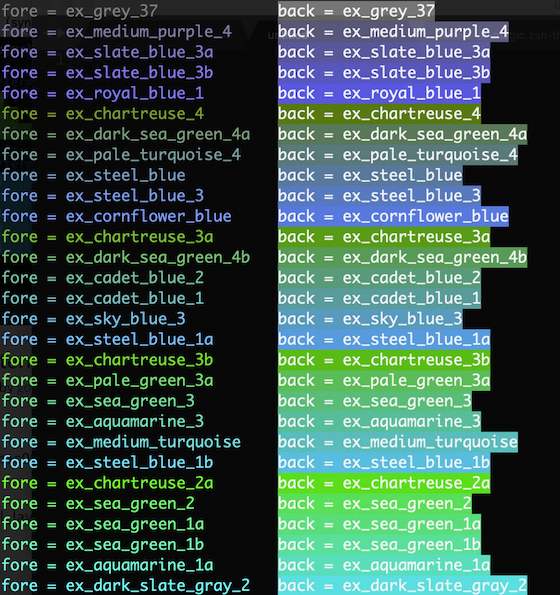 fore = ex_grey_37 back = ex_grey_37
fore = ex_medium_purple_4 back = ex_medium_purple_4
fore = ex_slate_blue_3a back = ex_slate_blue_3a
fore = ex_slate_blue_3b back = ex_slate_blue_3b
fore = ex_royal_blue_1 back = ex_royal_blue_1
fore = ex_chartreuse_4 back = ex_chartreuse_4
fore = ex_dark_sea_green_4a back = ex_dark_sea_green_4a
fore = ex_pale_turquoise_4 back = ex_pale_turquoise_4
fore = ex_steel_blue back = ex_steel_blue
fore = ex_steel_blue_3 back = ex_steel_blue_3
fore = ex_cornflower_blue back = ex_cornflower_blue
fore = ex_chartreuse_3a back = ex_chartreuse_3a
fore = ex_dark_sea_green_4b back = ex_dark_sea_green_4b
fore = ex_cadet_blue_2 back = ex_cadet_blue_2
fore = ex_cadet_blue_1 back = ex_cadet_blue_1
fore = ex_sky_blue_3 back = ex_sky_blue_3
fore = ex_steel_blue_1a back = ex_steel_blue_1a
fore = ex_chartreuse_3b back = ex_chartreuse_3b
fore = ex_pale_green_3a back = ex_pale_green_3a
fore = ex_sea_green_3 back = ex_sea_green_3
fore = ex_aquamarine_3 back = ex_aquamarine_3
fore = ex_medium_turquoise back = ex_medium_turquoise
fore = ex_steel_blue_1b back = ex_steel_blue_1b
fore = ex_chartreuse_2a back = ex_chartreuse_2a
fore = ex_sea_green_2 back = ex_sea_green_2
fore = ex_sea_green_1a back = ex_sea_green_1a
fore = ex_sea_green_1b back = ex_sea_green_1b
fore = ex_aquamarine_1a back = ex_aquamarine_1a
fore = ex_dark_slate_gray_2 back = ex_dark_slate_gray_2